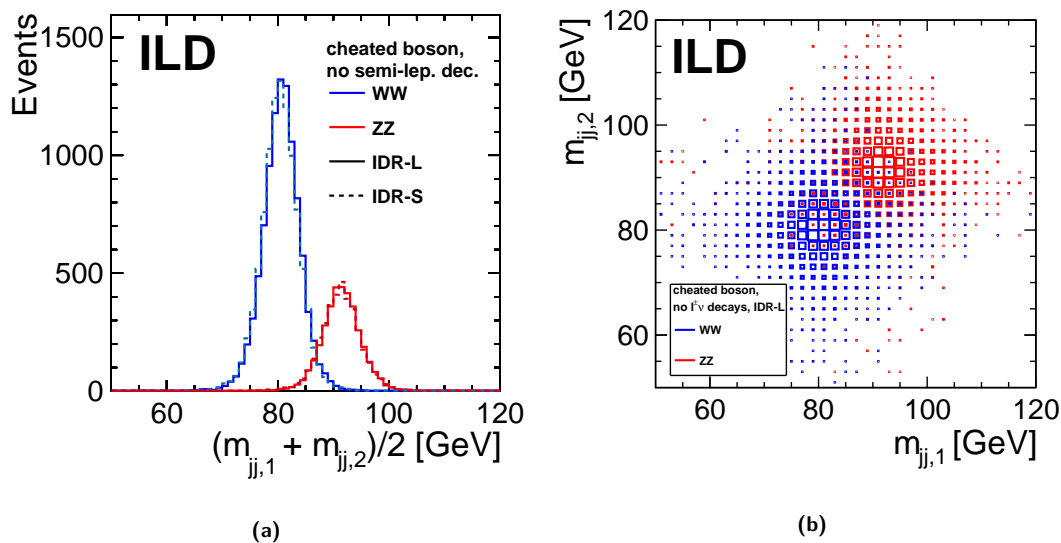 Events
1500
1000
500
0
ILD
cheated boson,
no semi-lep. dec.
WW
ZZ
IDR-L
IDR-S
60 80 100 120
(m_jj,1 + m_jj,2)/2 [GeV]
(a)
m_jj,2 [GeV]
120
100
80
60
ILD
cheated boson,
no l±ν decays, IDR-L
WW
ZZ
60 80 100 120
m_jj,1 [GeV]
(b)